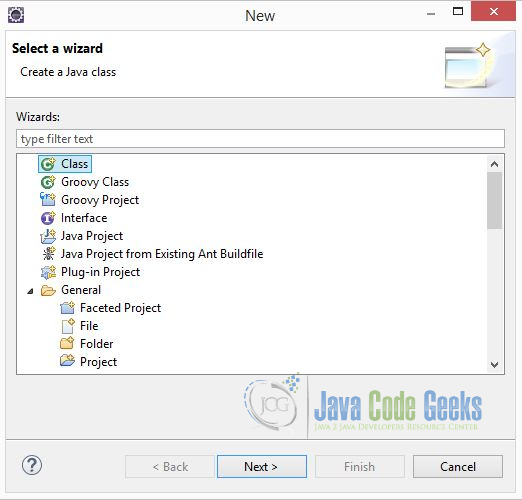 New
Select a wizard
Create a Java class
Wizards:
type filter text
Class
Groovy Class
Groovy Project
Interface
Java Project
Java Project from Existing Ant Buildfile
Plug-in Project
General
Faceted Project
File
Folder
Project
JCG
Java Code Geeks
Java 2 Java Developers Resource Center
< Back
Next >
Finish
Cancel